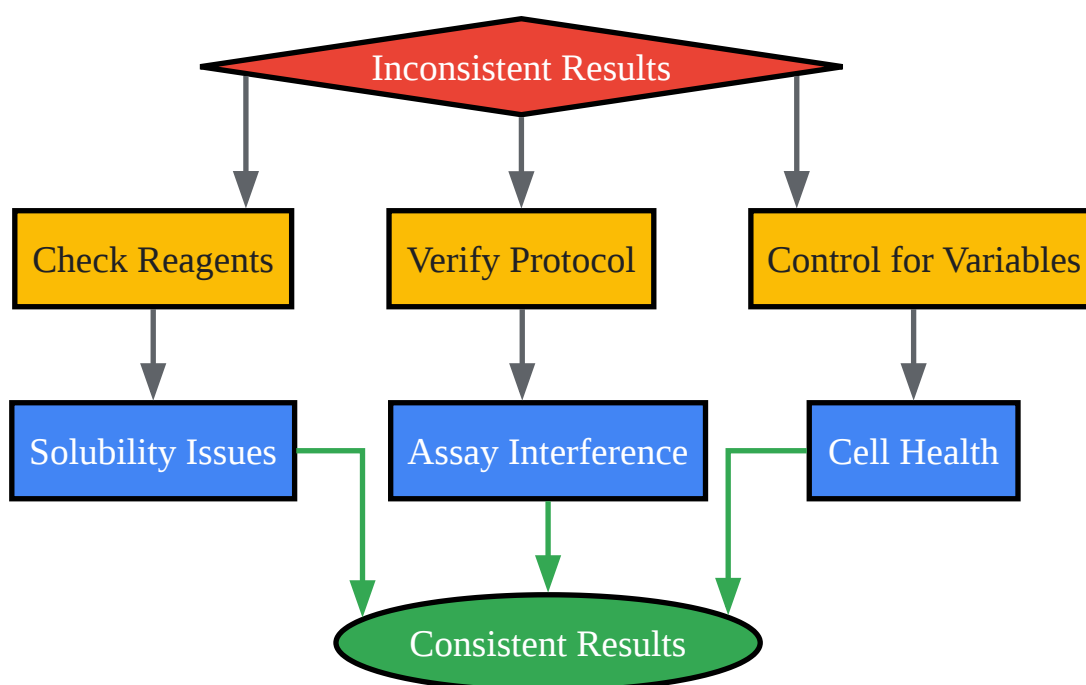 Inconsistent Results
Check Reagents
Verify Protocol
Control for Variables
Solubility Issues
Assay Interference
Cell Health
Consistent Results